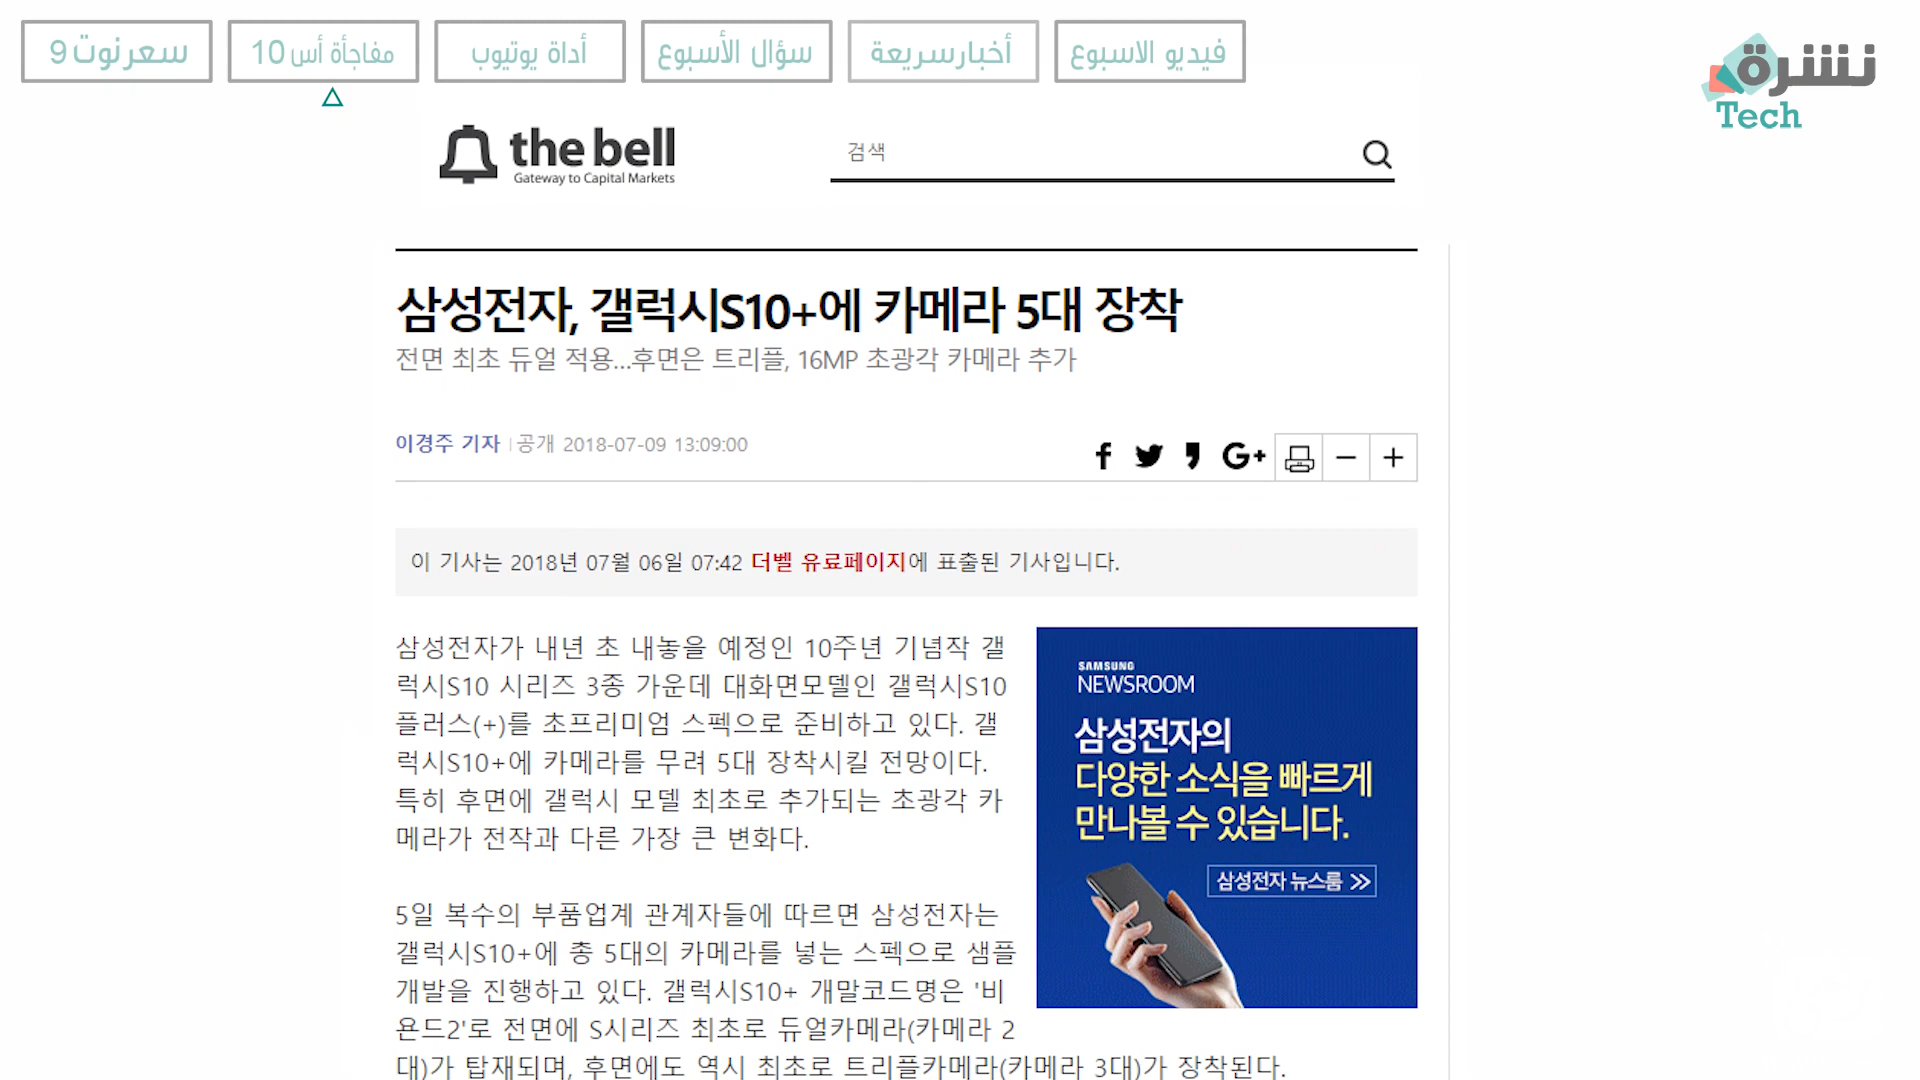 سعر نوت 9
مفاجأة أس 10
أداة يوتيوب
سؤال الأسبوع
أخبار سريعة
فيديو الاسبوع
نشرة
Tech
the bell
Gateway to Capital Markets
검색
삼성전자, 갤럭시S10+에 카메라 5대 장착
전면 최초 듀얼 적용...후면은 트리플, 16MP 초광각 카메라 추가
이경주 기자 | 공개 2018-07-09 13:09:00
f G+ − +
이 기사는 2018년 07월 06일 07:42 더벨 유료페이지에 표출된 기사입니다.
삼성전자가 내년 초 내놓을 예정인 10주년 기념작 갤
럭시S10 시리즈 3종 가운데 대화면모델인 갤럭시S10
플러스(+)를 초프리미엄 스펙으로 준비하고 있다. 갤
럭시S10+에 카메라를 무려 5대 장착시킬 전망이다.
특히 후면에 갤럭시 모델 최초로 추가되는 초광각 카
메라가 전작과 다른 가장 큰 변화다.
5일 복수의 부품업계 관계자들에 따르면 삼성전자는
갤럭시S10+에 총 5대의 카메라를 넣는 스펙으로 샘플
개발을 진행하고 있다. 갤럭시S10+ 개말코드명은 '비
욘드2'로 전면에 S시리즈 최초로 듀얼카메라(카메라 2
대)가 탑재되며, 후면에도 역시 최초로 트리플카메라(카메라 3대)가 장착된다.
SAMSUNG
NEWSROOM
삼성전자의
다양한 소식을 빠르게
만나볼 수 있습니다.
삼성전자 뉴스룸 >>